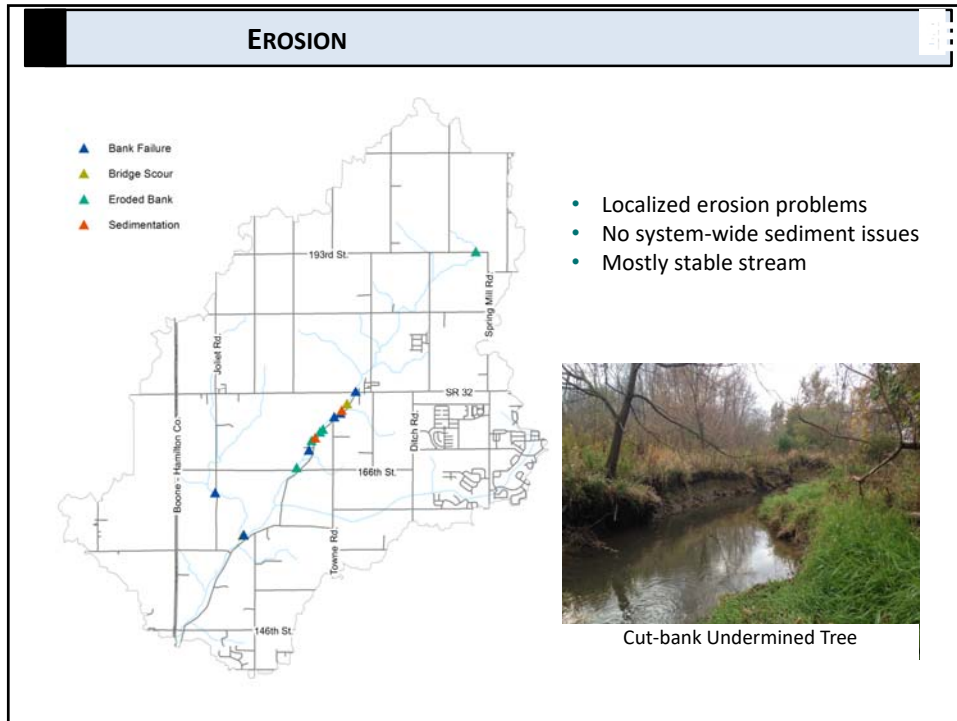 EROSION
Bank Failure
Bridge Scour
Eroded Bank
Sedimentation
193rd St.
Spring Mill Rd.
Joliet Rd.
SR 32
Ditch Rd.
Boone - Hamilton Co.
166th St.
Towne Rd.
146th St.
• Localized erosion problems
• No system-wide sediment issues
• Mostly stable stream
Cut-bank Undermined Tree